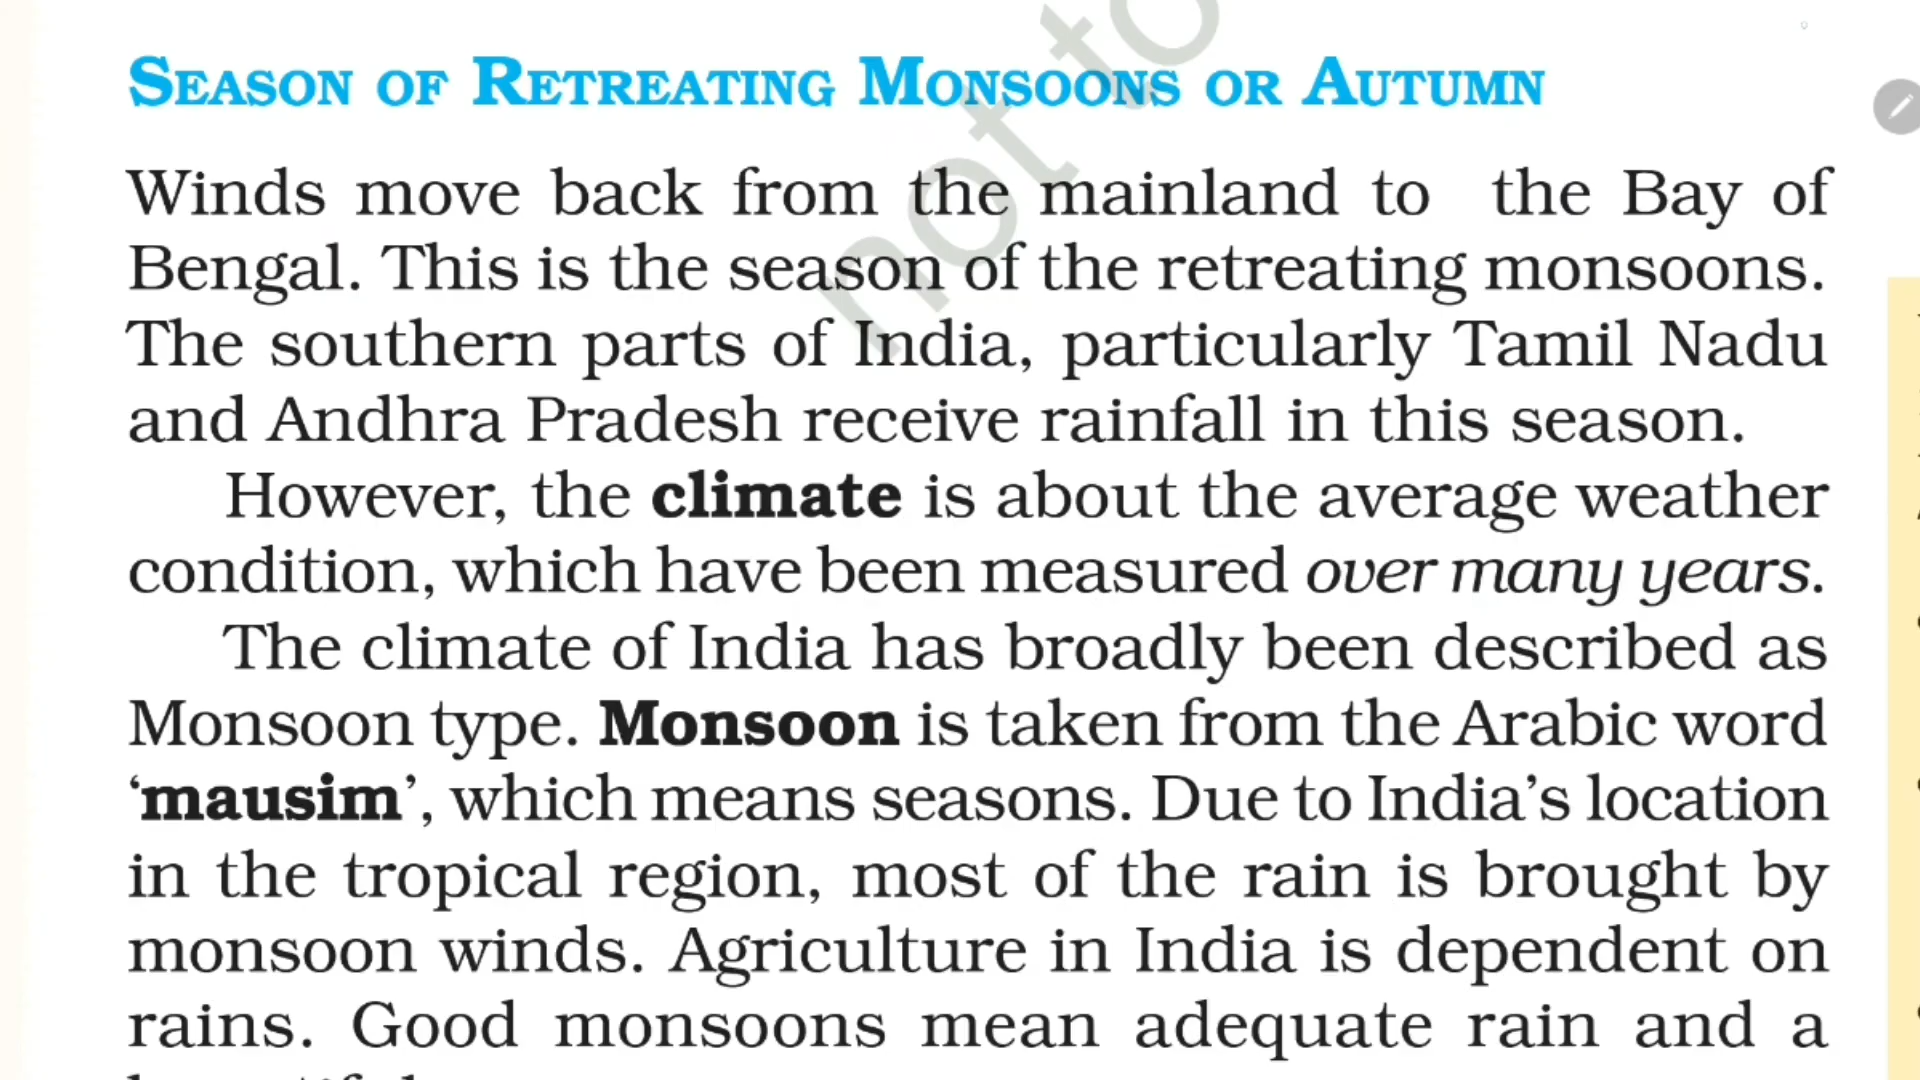 SEASON OF RETREATING MONSOONS OR AUTUMN
not to
Winds move back from the mainland to the Bay of
Bengal. This is the season of the retreating monsoons.
The southern parts of India, particularly Tamil Nadu
and Andhra Pradesh receive rainfall in this season.
However, the climate is about the average weather
condition, which have been measured over many years.
The climate of India has broadly been described as
Monsoon type. Monsoon is taken from the Arabic word
‘mausim’, which means seasons. Due to India’s location
in the tropical region, most of the rain is brought by
monsoon winds. Agriculture in India is dependent on
rains. Good monsoons mean adequate rain and a